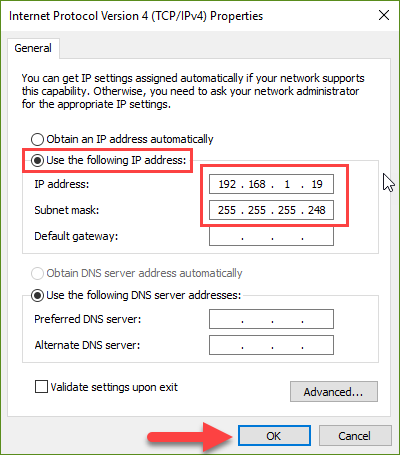 Internet Protocol Version 4 (TCP/IPv4) Properties
General
You can get IP settings assigned automatically if your network supports
this capability. Otherwise, you need to ask your network administrator
for the appropriate IP settings.
Obtain an IP address automatically
Use the following IP address:
IP address: 192 . 168 . 1 . 19
Subnet mask: 255 . 255 . 255 . 248
Default gateway: . . .
Obtain DNS server address automatically
Use the following DNS server addresses:
Preferred DNS server: . . .
Alternate DNS server: . . .
Validate settings upon exit
Advanced...
OK Cancel